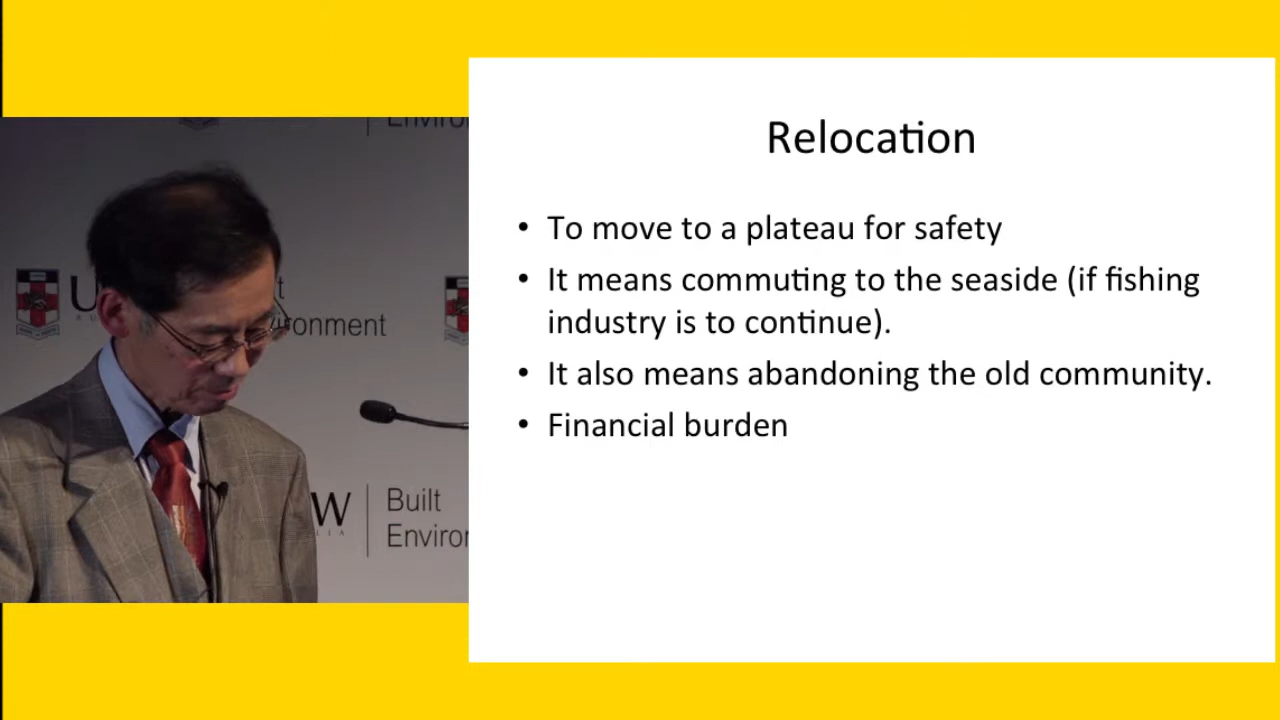 Relocation
• To move to a plateau for safety
• It means commuting to the seaside (if fishing
industry is to continue).
• It also means abandoning the old community.
• Financial burden
Built